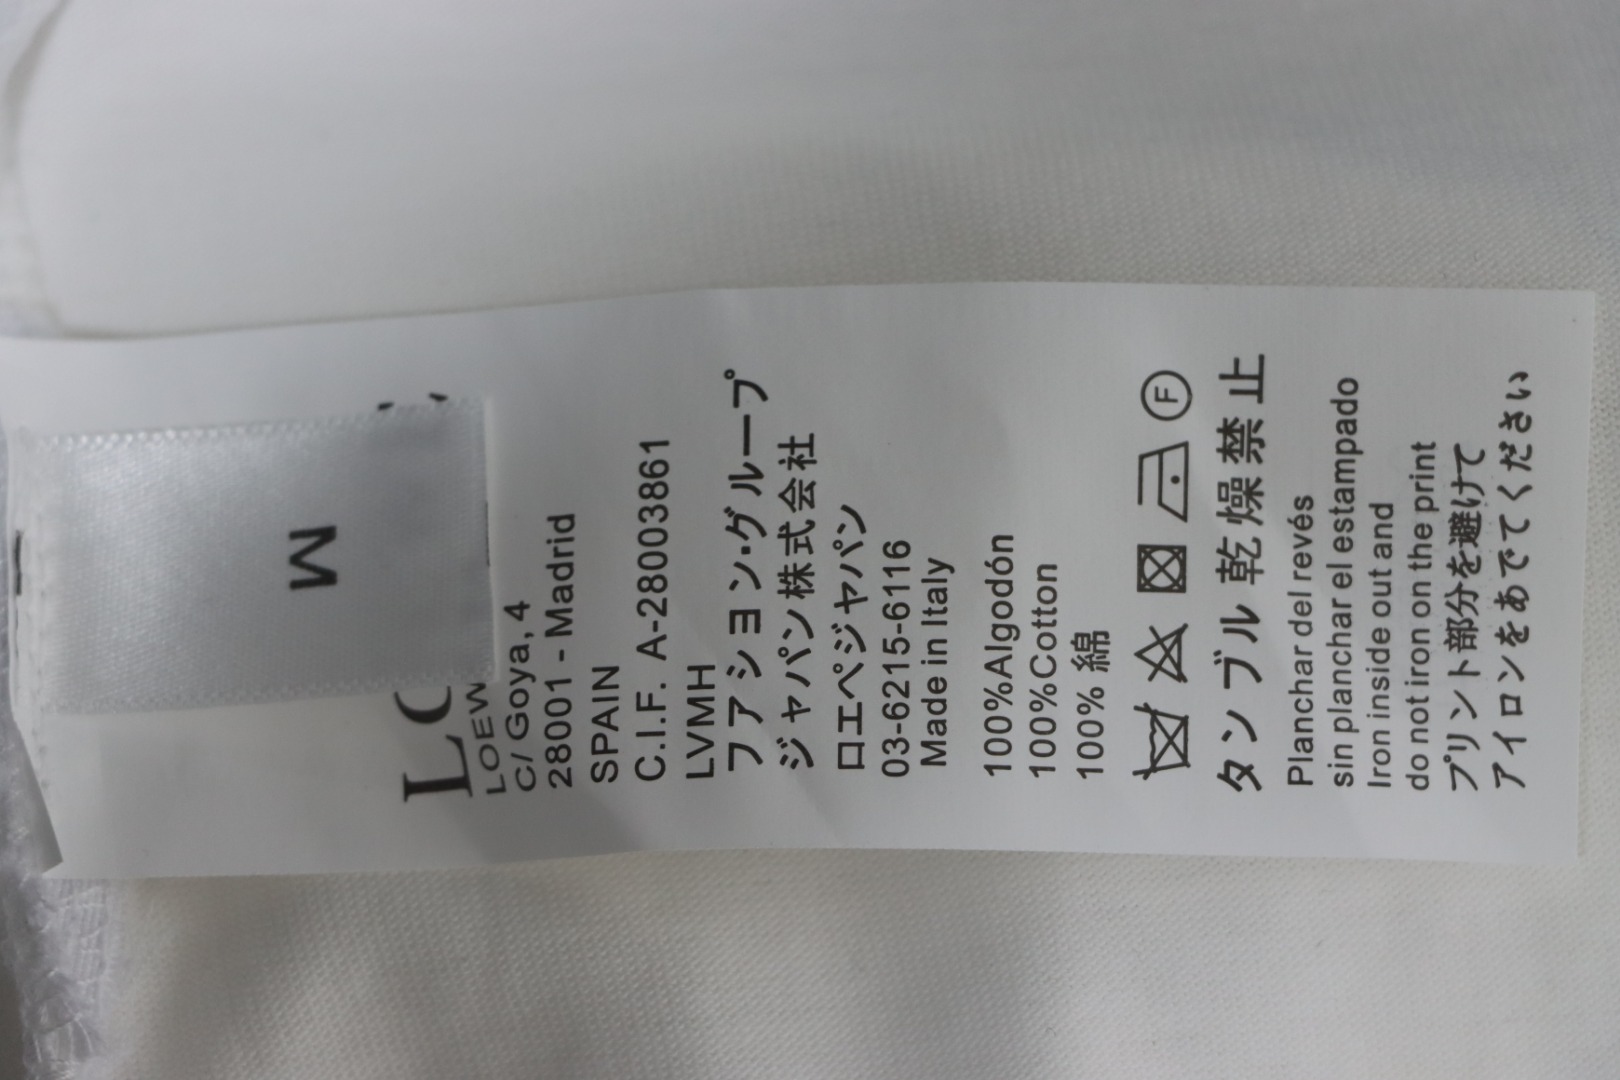 M
LOEW
C/ Goya, 4
28001 - Madrid
SPAIN
C.I.F. A-28003861
LVMH
ファション・グループ
ジャパン株式会社
ロエベジャパン
03-6215-6116
Made in Italy
100%Algodón
100%Cotton
100% 綿
F
タンブル乾燥禁止
Planchar del revés
sin planchar el estampado
Iron inside out and
do not iron on the print
プリント部分を避けて
アイロンをあでてください